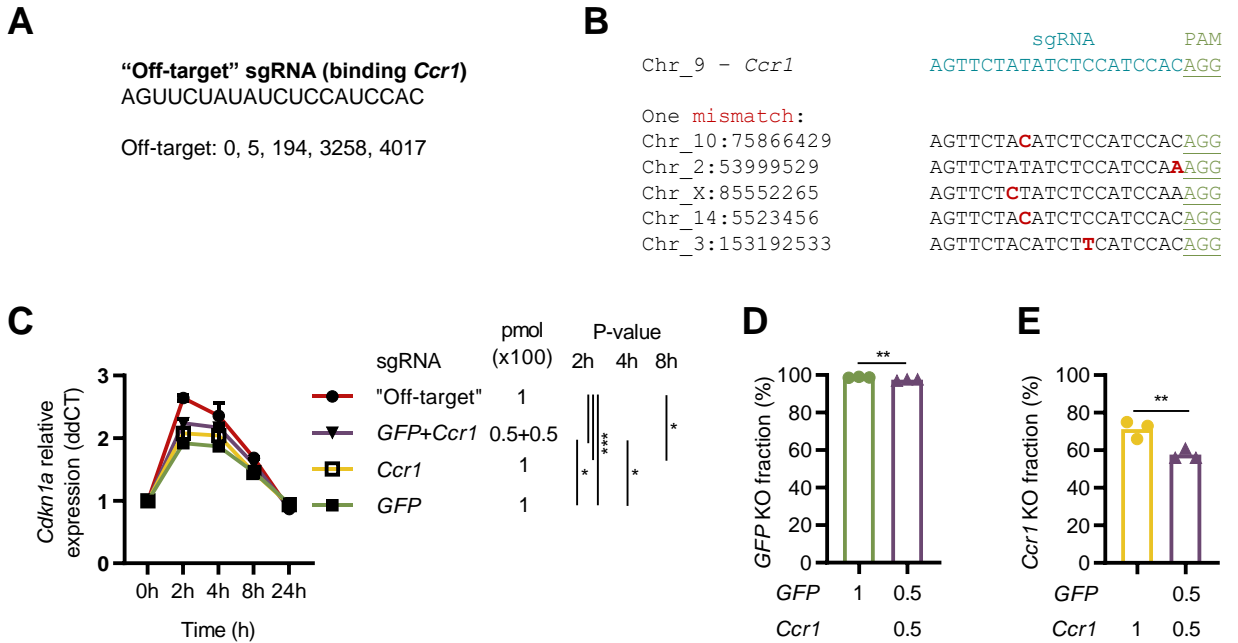 A
"Off-target" sgRNA (binding Ccr1)
AGUUCUAUAUCUCCAUCCAC
Off-target: 0, 5, 194, 3258, 4017
B
sgRNA PAM
Chr_9 – Ccr1 AGTTCTATATCTCCATCCACAGG
One mismatch:
Chr_10:75866429 AGTTCTACATCTCCATCCACAGG
Chr_2:53999529 AGTTCTATATCTCCATCCAAAGG
Chr_X:85552265 AGTTCTCTATCTCCATCCAAAGG
Chr_14:5523456 AGTTCTACATCTCCATCCACAGG
Chr_3:153192533 AGTTCTACATCTTCATCCACAGG
C
Cdkn1a relative
expression (ddCT)
3
2
1
0
0h 2h 4h 8h 24h
Time (h)
sgRNA
pmol
(x100)
P-value
2h 4h 8h
"Off-target" 1
GFP+Ccr1 0.5+0.5
Ccr1 1
GFP 1
***
*
*
*
D
GFP KO fraction (%)
100
80
60
40
20
0
**
GFP 1 0.5
Ccr1 0.5
E
Ccr1 KO fraction (%)
100
80
60
40
20
0
**
GFP 0.5
Ccr1 1 0.5